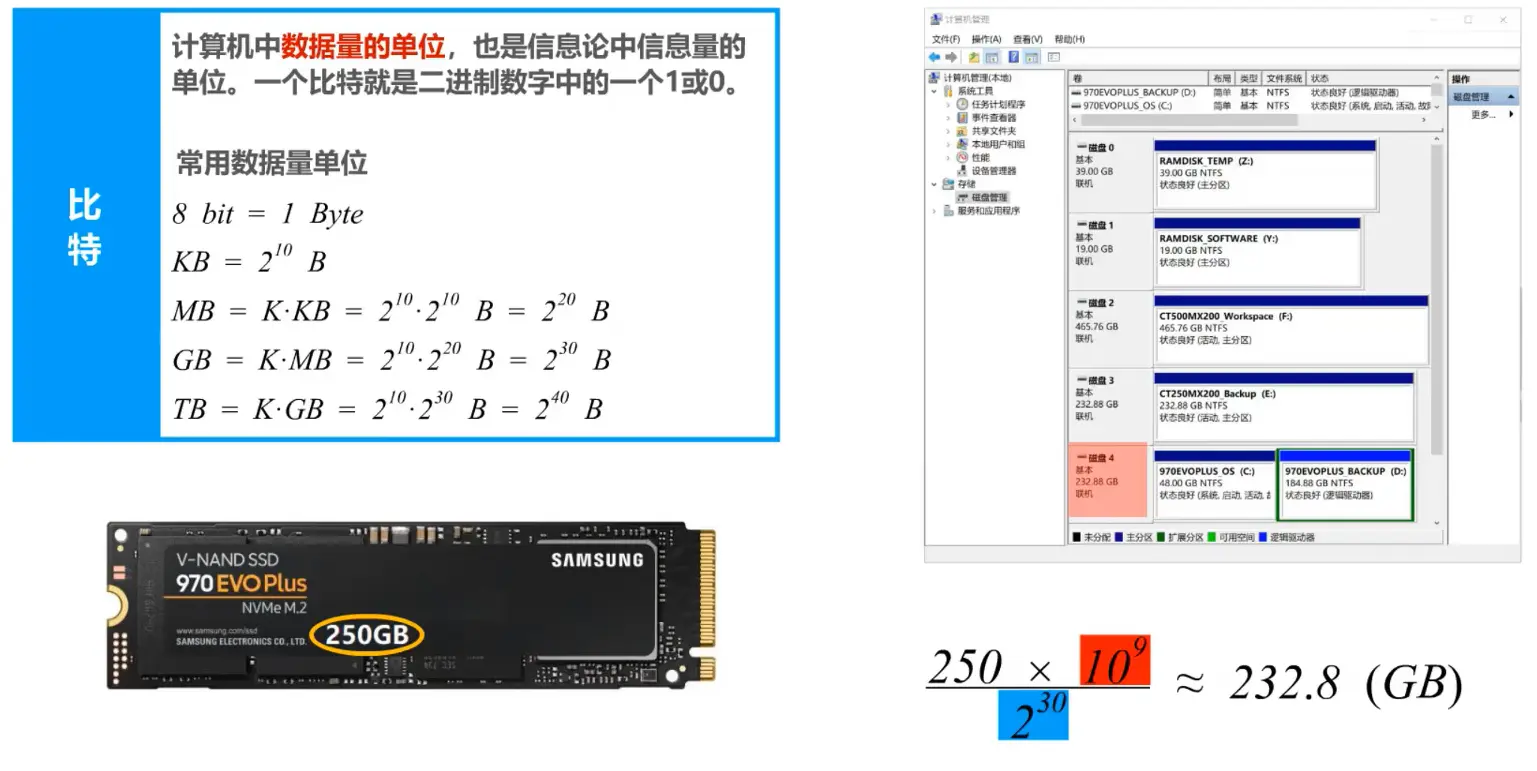 比特
计算机中数据量的单位，也是信息论中信息量的
单位。一个比特就是二进制数字中的一个1或0。
常用数据量单位
8 bit = 1 Byte
KB = 2^10 B
MB = K·KB = 2^10·2^10 B = 2^20 B
GB = K·MB = 2^10·2^20 B = 2^30 B
TB = K·GB = 2^10·2^30 B = 2^40 B
V-NAND SSD
970 EVO Plus
NVMe M.2
www.samsung.com/ssd
SAMSUNG ELECTRONICS CO., LTD.
250GB
SAMSUNG
计算机管理
文件(F) 操作(A) 查看(V) 帮助(H)
计算机管理(本地)
系统工具
任务计划程序
事件查看器
共享文件夹
本地用户和组
性能
设备管理器
存储
磁盘管理
服务和应用程序
卷 布局 类型 文件系统 状态
970EVOPLUS_BACKUP (D:) 简单 基本 NTFS 状态良好 (逻辑驱动器)
970EVOPLUS_OS (C:) 简单 基本 NTFS 状态良好 (系统, 启动, 活动, 故
磁盘 0
基本
39.00 GB
联机
RAMDISK_TEMP (Z:)
39.00 GB NTFS
状态良好 (主分区)
磁盘 1
基本
19.00 GB
联机
RAMDISK_SOFTWARE (Y:)
19.00 GB NTFS
状态良好 (主分区)
磁盘 2
基本
465.76 GB
联机
CT500MX200_Workspace (F:)
465.76 GB NTFS
状态良好 (活动, 主分区)
磁盘 3
基本
232.88 GB
联机
CT250MX200_Backup (E:)
232.88 GB NTFS
状态良好 (活动, 主分区)
磁盘 4
基本
232.88 GB
联机
970EVOPLUS_OS (C:)
48.00 GB NTFS
状态良好 (系统, 启动, 活动,
970EVOPLUS_BACKUP (D:)
184.88 GB NTFS
状态良好 (逻辑驱动器)
未分配 主分区 扩展分区 可用空间 逻辑驱动器
操作
磁盘管理
更多...
250 × 10^9 / 2^30 ≈ 232.8 (GB)